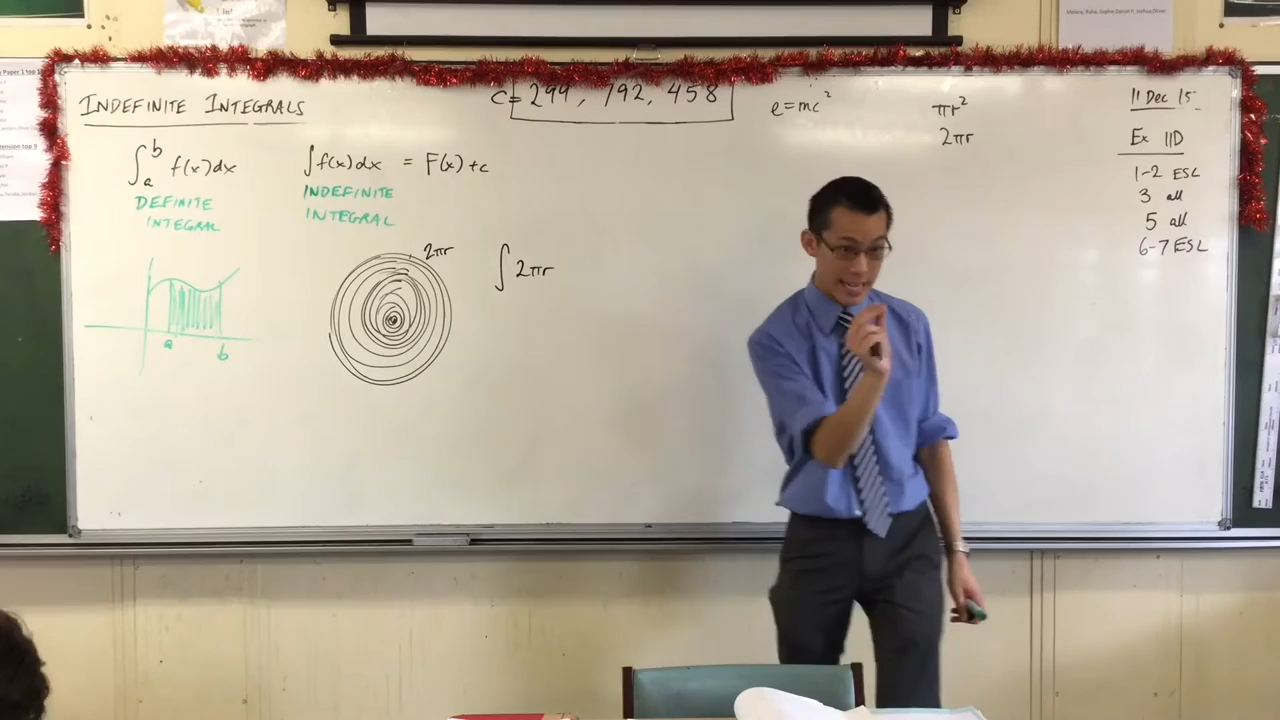 INDEFINITE INTEGRALS
c = 299, 792, 458
e=mc²
πr²
2πr
11 Dec 15
Ex 11D
1-2 ESL
3 all
5 all
6-7 ESL
∫ₐᵇ f(x)dx
DEFINITE
INTEGRAL
∫f(x)dx = F(x)+c
INDEFINITE
INTEGRAL
a
b
2πr
∫2πr